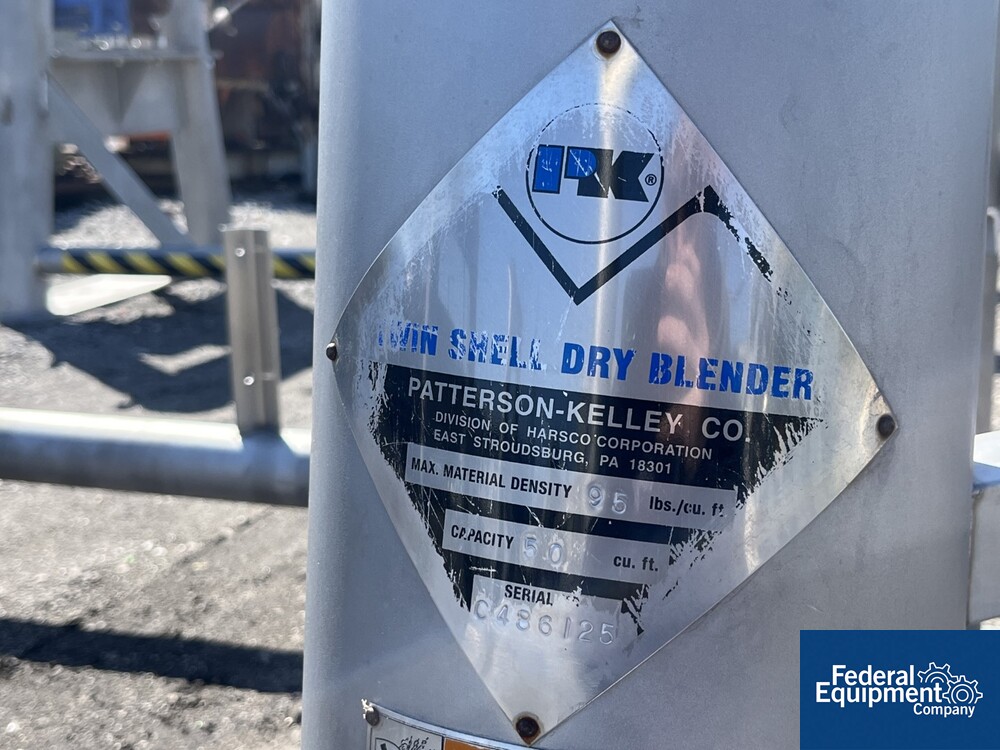 PK®
TWIN SHELL DRY BLENDER
PATTERSON-KELLEY CO.
DIVISION OF HARSCO CORPORATION
EAST STROUDSBURG, PA 18301
MAX. MATERIAL DENSITY 95 lbs./cu. ft
CAPACITY 50 cu. ft.
SERIAL
C486125
Federal
Equipment
Company